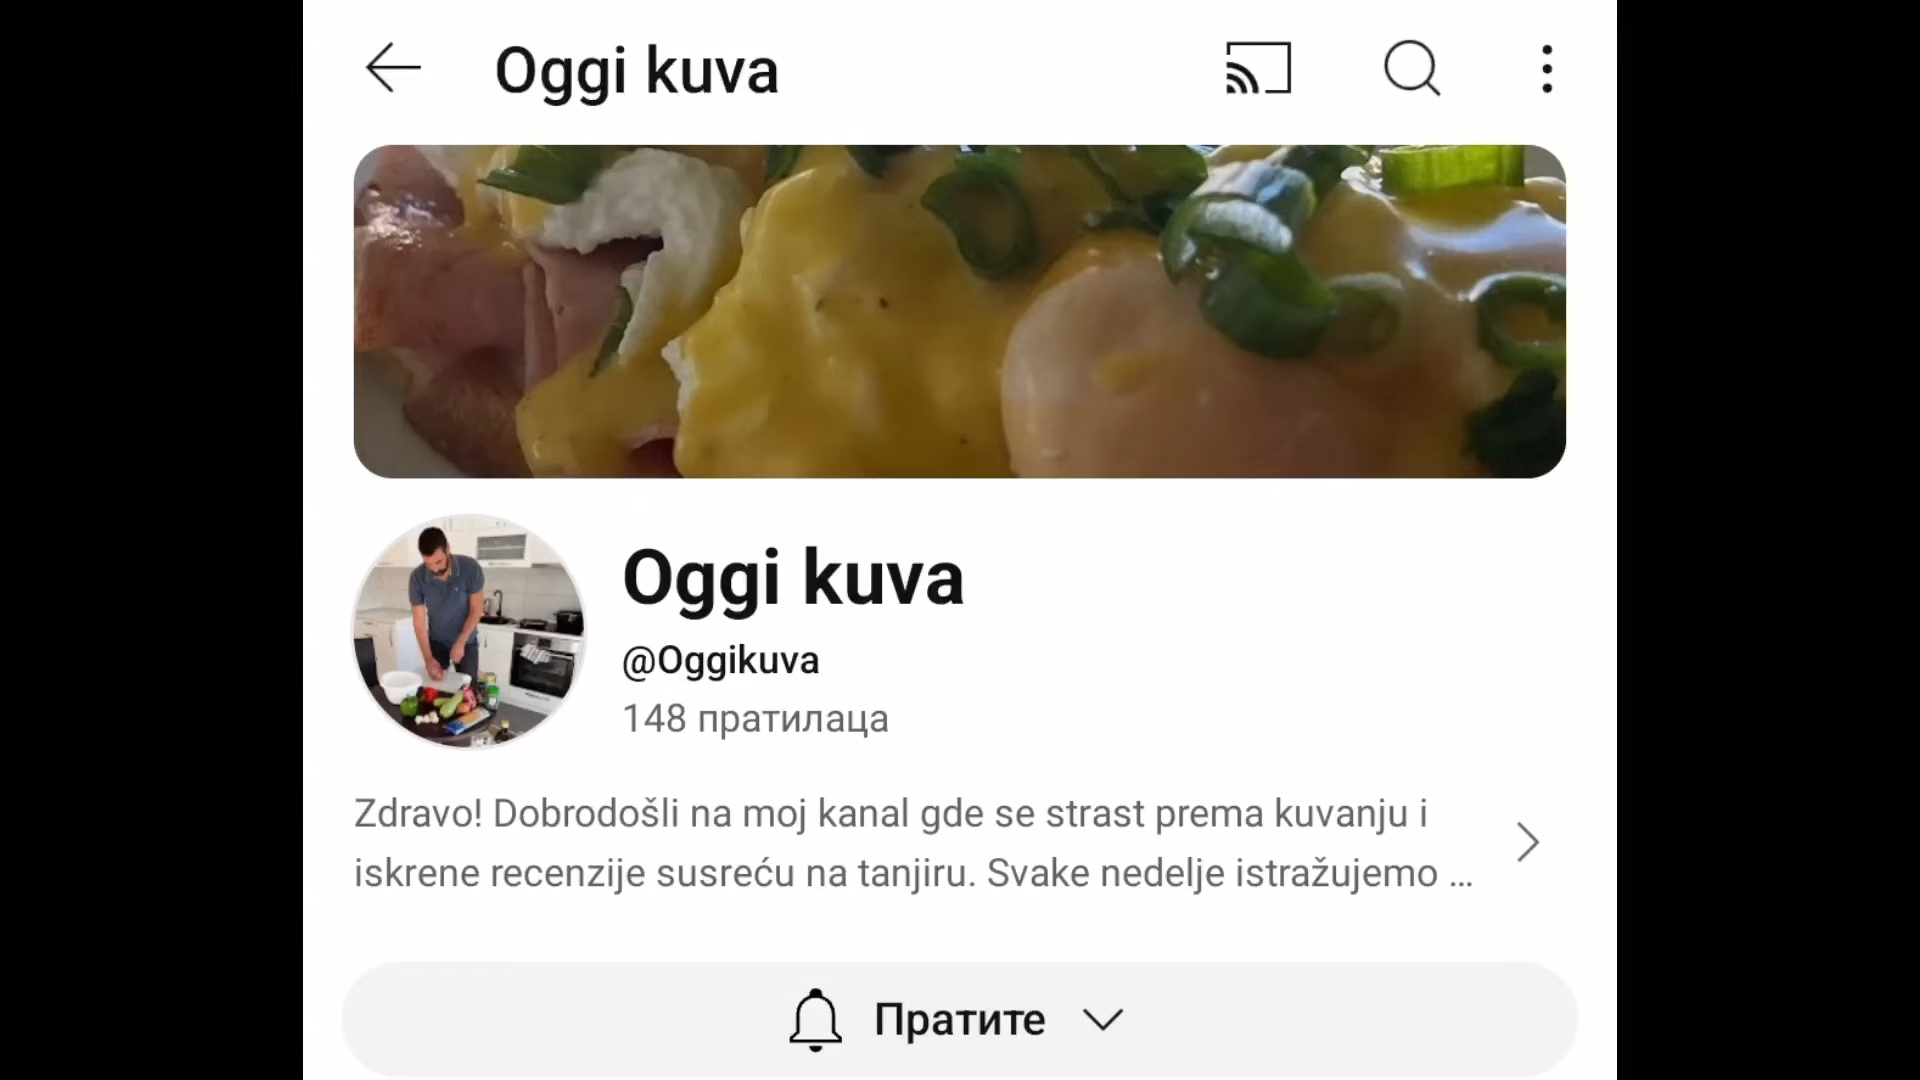 Oggi kuva
Oggi kuva
@Oggikuva
148 пратилаца
Zdravo! Dobrodošli na moj kanal gde se strast prema kuvanju i
iskrene recenzije susreću na tanjiru. Svake nedelje istražujemo ...
Пратите